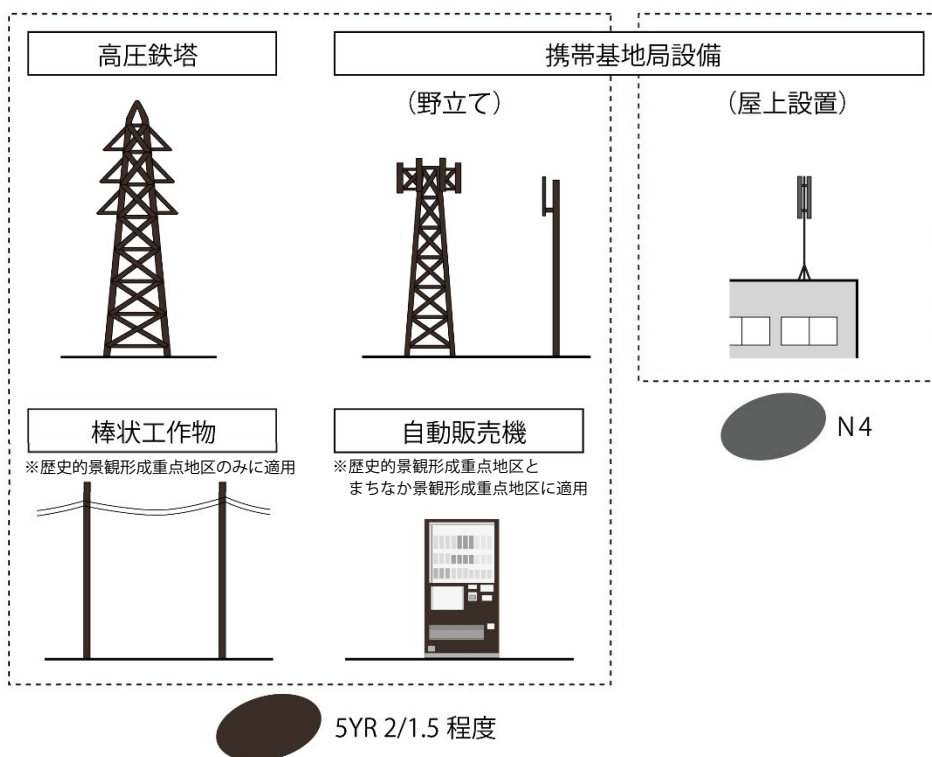 高圧鉄塔
携帯基地局設備
（野立て）
（屋上設置）
棒状工作物
※歴史的景観形成重点地区のみに適用
自動販売機
※歴史的景観形成重点地区と
まちなか景観形成重点地区に適用
N4
5YR 2/1.5 程度